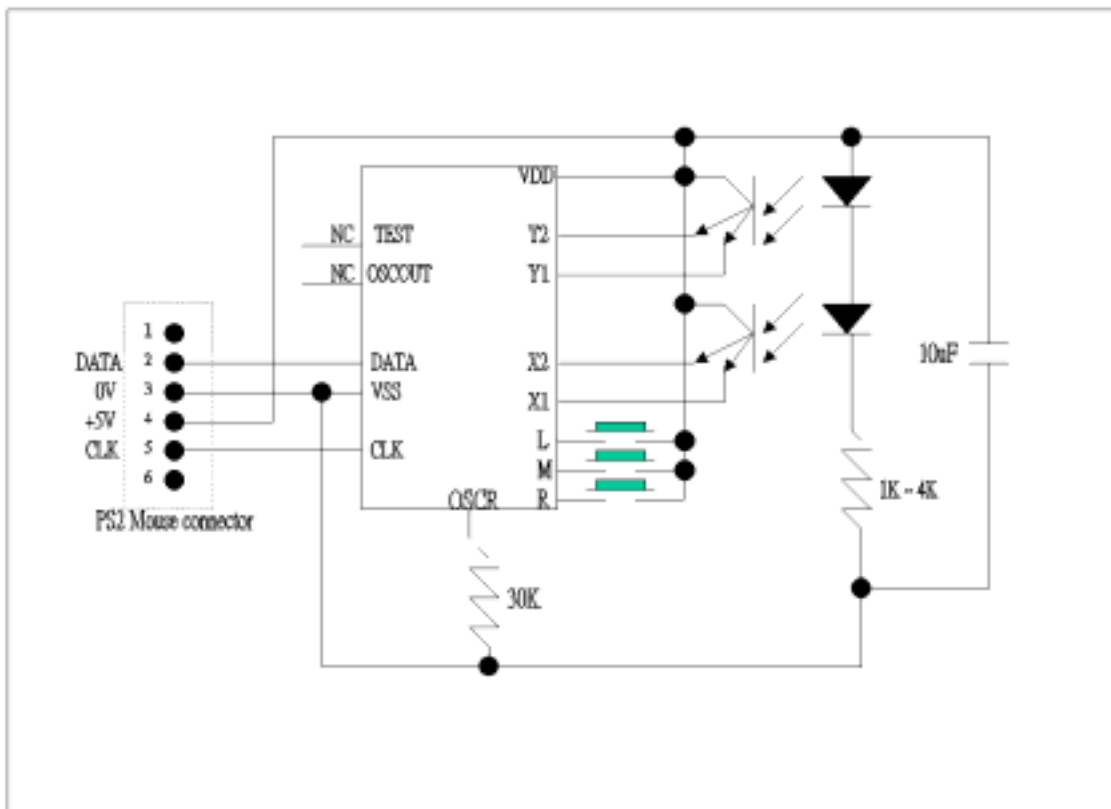 VDD
NC TEST
Y2
NC OSCOUT
Y1
1
DATA 2 DATA
X2
10uF
0V 3 VSS
X1
+5V 4
L
CLK 5 CLK
M
6
R
1K - 4K
OSCR
PS2 Mouse connector
30K